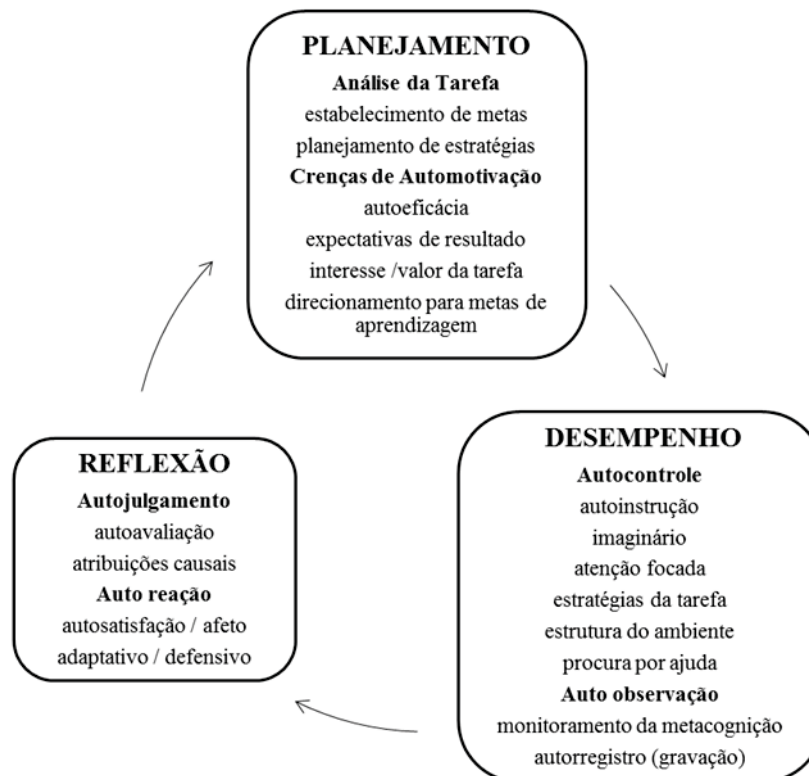 PLANEJAMENTO
Análise da Tarefa
estabelecimento de metas
planejamento de estratégias
Crenças de Automotivação
autoeficácia
expectativas de resultado
interesse /valor da tarefa
direcionamento para metas de
aprendizagem
DESEMPENHO
Autocontrole
autoinstrução
imaginário
atenção focada
estratégias da tarefa
estrutura do ambiente
procura por ajuda
Auto observação
monitoramento da metacognição
autorregistro (gravação)
REFLEXÃO
Autojulgamento
autoavaliação
atribuições causais
Auto reação
autosatisfação / afeto
adaptativo / defensivo